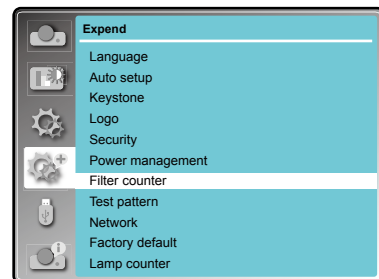 Expend
Language
Auto setup
Keystone
Logo
Security
Power management
Filter counter
Test pattern
Network
Factory default
Lamp counter